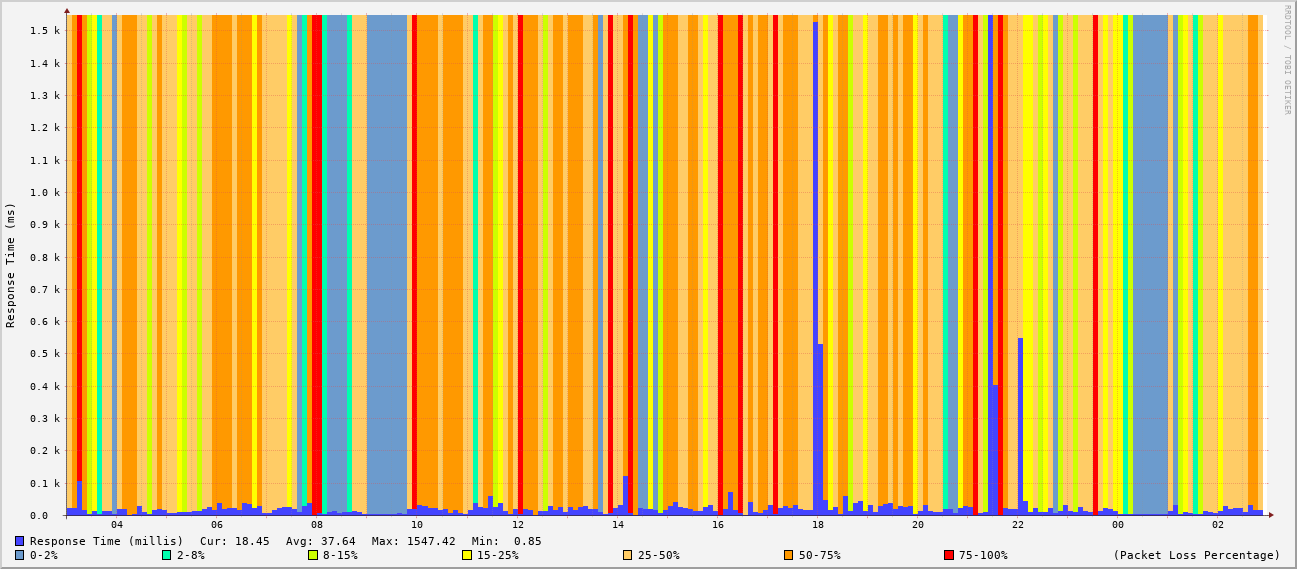 RRDTOOL / TOBI OETIKER
Response Time (ms)
1.5 k
1.4 k
1.3 k
1.2 k
1.1 k
1.0 k
0.9 k
0.8 k
0.7 k
0.6 k
0.5 k
0.4 k
0.3 k
0.2 k
0.1 k
0.0
04 06 08 10 12 14 16 18 20 22 00 02
Response Time (millis) Cur: 18.45 Avg: 37.64 Max: 1547.42 Min: 0.85
0-2% 2-8% 8-15% 15-25% 25-50% 50-75% 75-100% (Packet Loss Percentage)